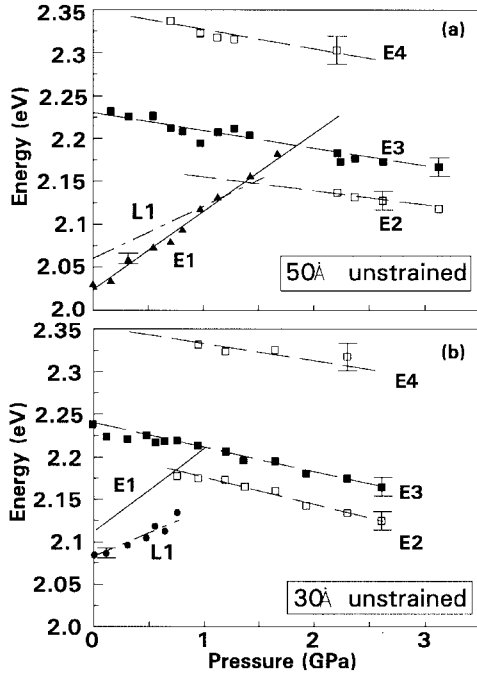 2.35
(a)
E4
2.3
2.25
E3
2.2
2.15
L1
E2
2.1
E1
2.05
50Å unstrained
2.0
Energy (eV)
2.35
(b)
E4
2.3
2.25
2.2
E1
E3
2.15
E2
L1
2.1
2.05
30Å unstrained
2.0
Energy (eV)
0 1 2 3
Pressure (GPa)